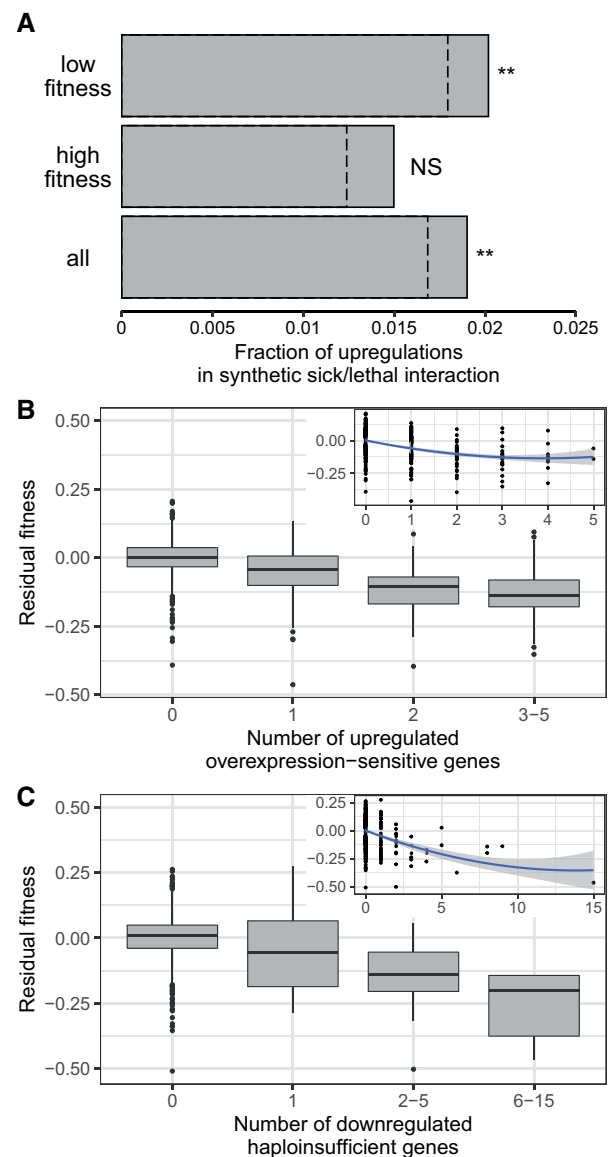 A
low
fitness
**
high
fitness
NS
all
**
0 0.005 0.01 0.015 0.02 0.025
Fraction of upregulations
in synthetic sick/lethal interaction
B
0.50
0.25
0.00
−0.25
−0.50
Residual fitness
0.00
−0.25
0 1 2 3 4 5
0 1 2 3−5
Number of upregulated
overexpression−sensitive genes
C
0.50
0.25
0.00
−0.25
−0.50
Residual fitness
0.25
0.00
−0.25
−0.50
0 5 10 15
0 1 2−5 6−15
Number of downregulated
haploinsufficient genes